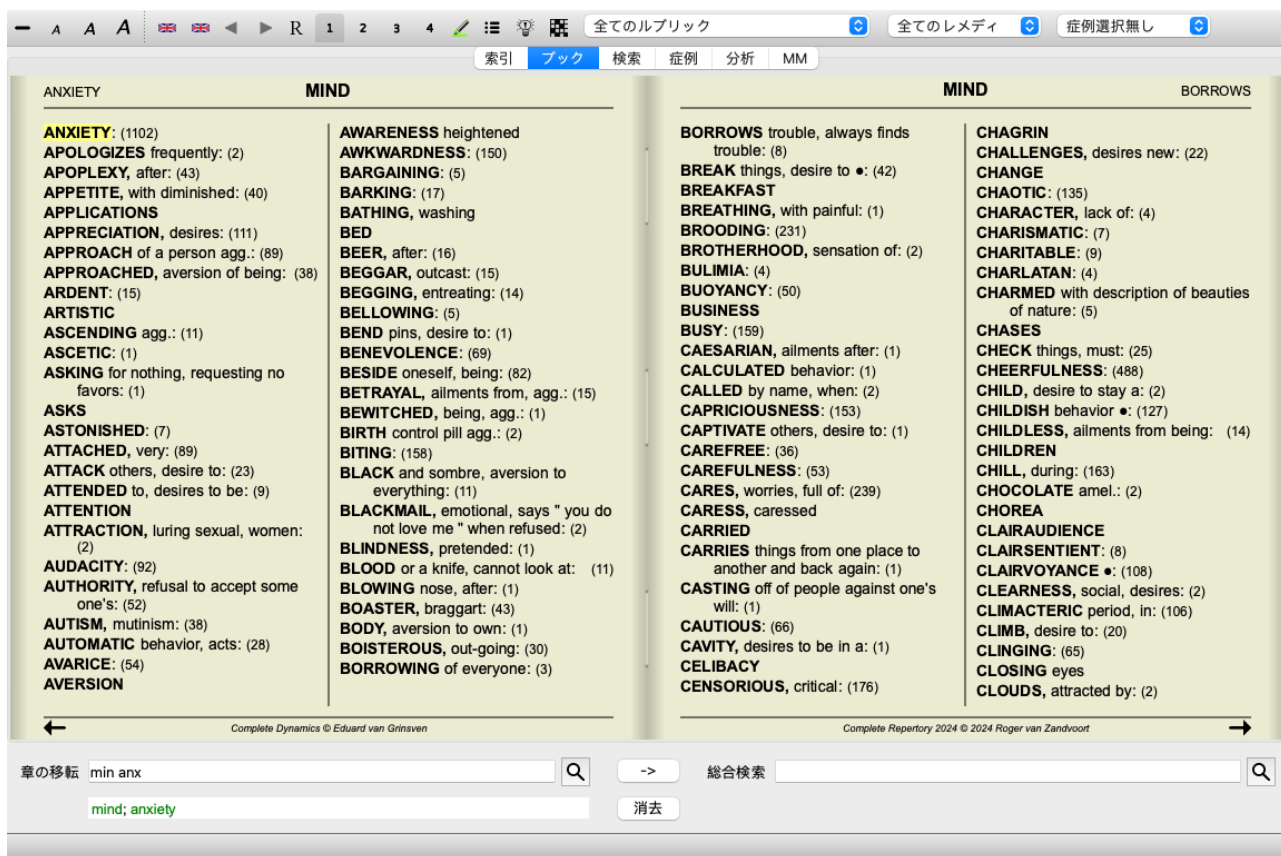 A A A R 1 2 3 4 全てのルブリック 全てのレメディ 症例選択無し
索引 ブック 検索 症例 分析 MM
ANXIETY MIND
ANXIETY: (1102)
APOLOGIZES frequently: (2)
APOPLEXY, after: (43)
APPETITE, with diminished: (40)
APPLICATIONS
APPRECIATION, desires: (111)
APPROACH of a person agg.: (89)
APPROACHED, aversion of being: (38)
ARDENT: (15)
ARTISTIC
ASCENDING agg.: (11)
ASCETIC: (1)
ASKING for nothing, requesting no
favors: (1)
ASKS
ASTONISHED: (7)
ATTACHED, very: (89)
ATTACK others, desire to: (23)
ATTENDED to, desires to be: (9)
ATTENTION
ATTRACTION, luring sexual, women:
(2)
AUDACITY: (92)
AUTHORITY, refusal to accept some
one's: (52)
AUTISM, mutinism: (38)
AUTOMATIC behavior, acts: (28)
AVARICE: (54)
AVERSION
AWARENESS heightened
AWKWARDNESS: (150)
BARGAINING: (5)
BARKING: (17)
BATHING, washing
BED
BEER, after: (16)
BEGGAR, outcast: (15)
BEGGING, entreating: (14)
BELLOWING: (5)
BEND pins, desire to: (1)
BENEVOLENCE: (69)
BESIDE oneself, being: (82)
BETRAYAL, ailments from, agg.: (15)
BEWITCHED, being, agg.: (1)
BIRTH control pill agg.: (2)
BITING: (158)
BLACK and sombre, aversion to
everything: (11)
BLACKMAIL, emotional, says " you do
not love me " when refused: (2)
BLINDNESS, pretended: (1)
BLOOD or a knife, cannot look at: (11)
BLOWING nose, after: (1)
BOASTER, braggart: (43)
BODY, aversion to own: (1)
BOISTEROUS, out-going: (30)
BORROWING of everyone: (3)
Complete Dynamics © Eduard van Grinsven
MIND BORROWS
BORROWS trouble, always finds
trouble: (8)
BREAK things, desire to ●: (42)
BREAKFAST
BREATHING, with painful: (1)
BROODING: (231)
BROTHERHOOD, sensation of: (2)
BULIMIA: (4)
BUOYANCY: (50)
BUSINESS
BUSY: (159)
CAESARIAN, ailments after: (1)
CALCULATED behavior: (1)
CALLED by name, when: (2)
CAPRICIOUSNESS: (153)
CAPTIVATE others, desire to: (1)
CAREFREE: (36)
CAREFULNESS: (53)
CARES, worries, full of: (239)
CARESS, caressed
CARRIED
CARRIES things from one place to
another and back again: (1)
CASTING off of people against one's
will: (1)
CAUTIOUS: (66)
CAVITY, desires to be in a: (1)
CELIBACY
CENSORIOUS, critical: (176)
CHAGRIN
CHALLENGES, desires new: (22)
CHANGE
CHAOTIC: (135)
CHARACTER, lack of: (4)
CHARISMATIC: (7)
CHARITABLE: (9)
CHARLATAN: (4)
CHARMED with description of beauties
of nature: (5)
CHASES
CHECK things, must: (25)
CHEERFULNESS: (488)
CHILD, desire to stay a: (2)
CHILDISH behavior ●: (127)
CHILDLESS, ailments from being: (14)
CHILDREN
CHILL, during: (163)
CHOCOLATE amel.: (2)
CHOREA
CLAIRAUDIENCE
CLAIRSENTIENT: (8)
CLAIRVOYANCE ●: (108)
CLEARNESS, social, desires: (2)
CLIMACTERIC period, in: (106)
CLIMB, desire to: (20)
CLINGING: (65)
CLOSING eyes
CLOUDS, attracted by: (2)
Complete Repertory 2024 © 2024 Roger van Zandvoort
章の移転 min anx -> 総合検索
mind; anxiety 消去